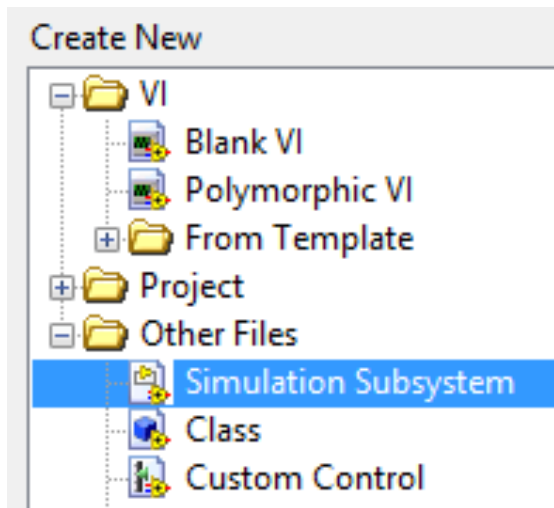 Create New
VI
Blank VI
Polymorphic VI
From Template
Project
Other Files
Simulation Subsystem
Class
Custom Control